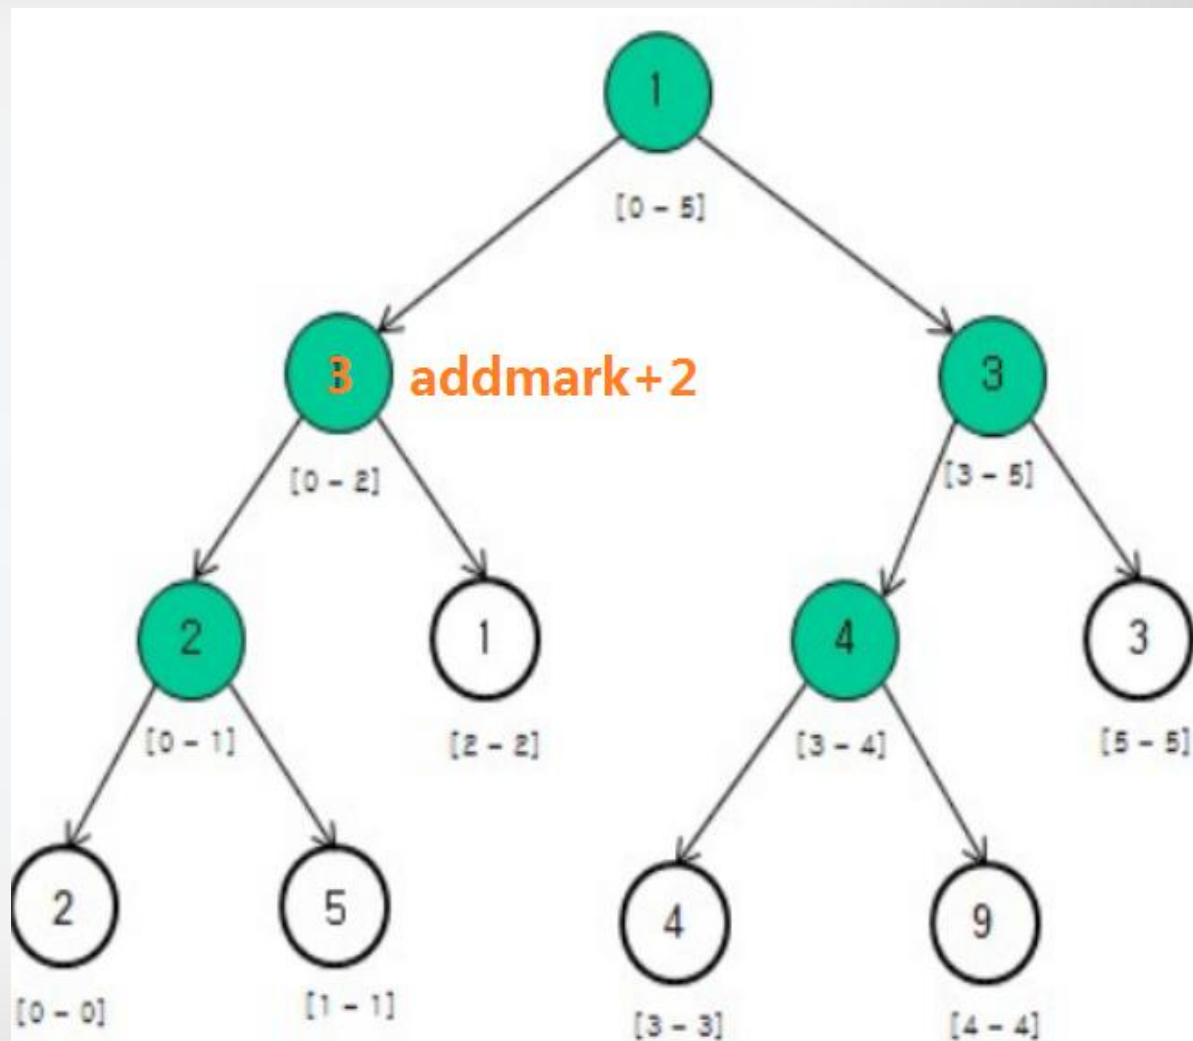 1
[0 - 5]
3 addmark+2
3
[0 - 2]
[3 - 5]
2
1
4
3
[0 - 1]
[2 - 2]
[3 - 4]
[5 - 5]
2
5
4
9
[0 - 0]
[1 - 1]
[3 - 3]
[4 - 4]